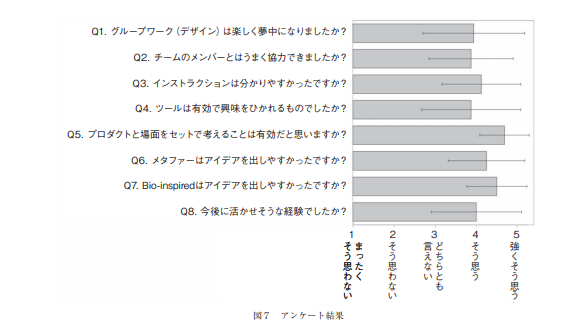 Q1. グループワーク（デザイン）は楽しく夢中になりましたか？
Q2. チームのメンバーとはうまく協力できましたか？
Q3. インストラクションは分かりやすかったですか？
Q4. ツールは有効で興味をひかれるものでしたか？
Q5. プロダクトと場面をセットで考えることは有効だと思いますか？
Q6. メタファーはアイデアを出しやすかったですか？
Q7. Bio-inspiredはアイデアを出しやすかったですか？
Q8. 今後に活かせそうな経験でしたか？
1 2 3 4 5
まったく
そう思わない
そう思わない
どちらとも
言えない
そう思う
強くそう思う
図7　アンケート結果